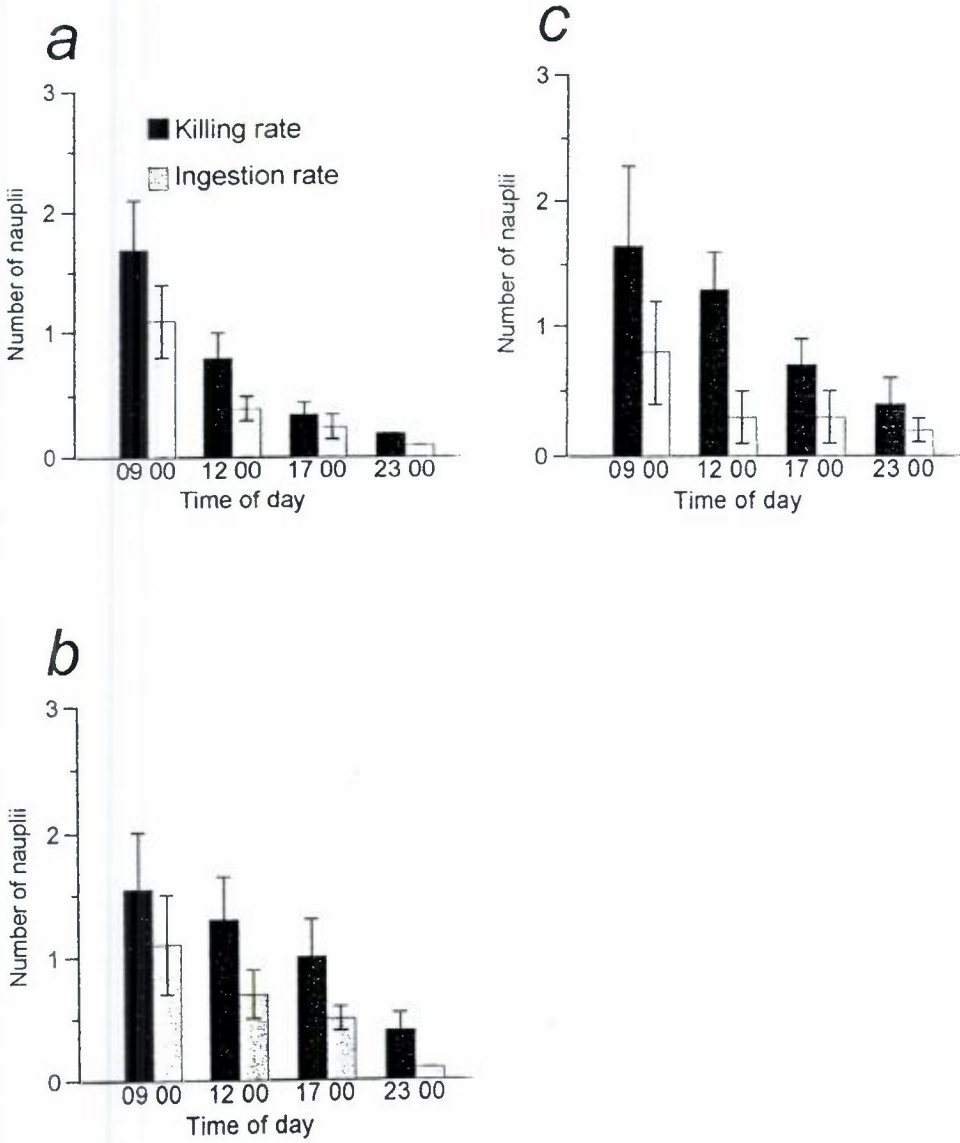 a
3
2
1
0
Number of nauplii
Killing rate
Ingestion rate
09 00 12 00 17 00 23 00
Time of day
c
3
2
1
0
Number of nauplii
09 00 12 00 17 00 23 00
Time of day
b
3
2
1
0
Number of nauplii
09 00 12 00 17 00 23 00
Time of day